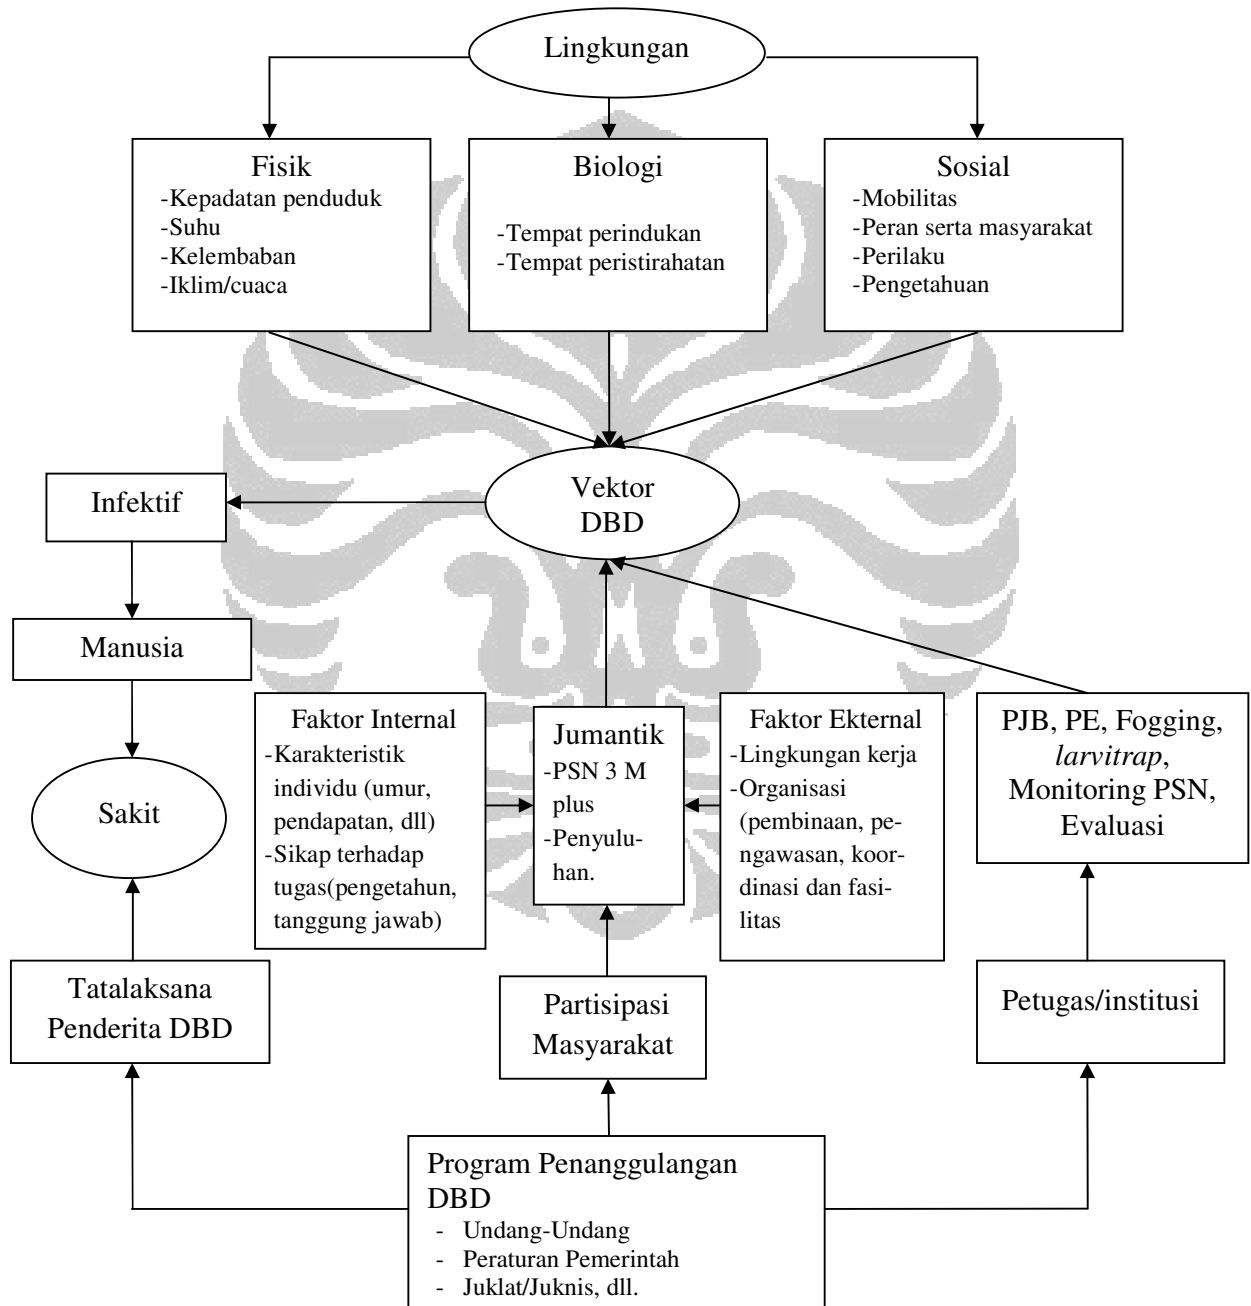 Lingkungan
Fisik
-Kepadatan penduduk
-Suhu
-Kelembaban
-Iklim/cuaca
Biologi
-Tempat perindukan
-Tempat peristirahatan
Sosial
-Mobilitas
-Peran serta masyarakat
-Perilaku
-Pengetahuan
Vektor
DBD
Infektif
Manusia
Sakit
Faktor Internal
-Karakteristik
individu (umur,
pendapatan, dll)
-Sikap terhadap
tugas(pengetahun,
tanggung jawab)
Jumantik
-PSN 3 M
plus
-Penyulu-
han.
Faktor Ekternal
-Lingkungan kerja
-Organisasi
(pembinaan, pe-
ngawasan, koor-
dinasi dan fasi-
litas
PJB, PE, Fogging,
larvitrap,
Monitoring PSN,
Evaluasi
Tatalaksana
Penderita DBD
Partisipasi
Masyarakat
Petugas/institusi
Program Penanggulangan
DBD
- Undang-Undang
- Peraturan Pemerintah
- Juklat/Juknis, dll.